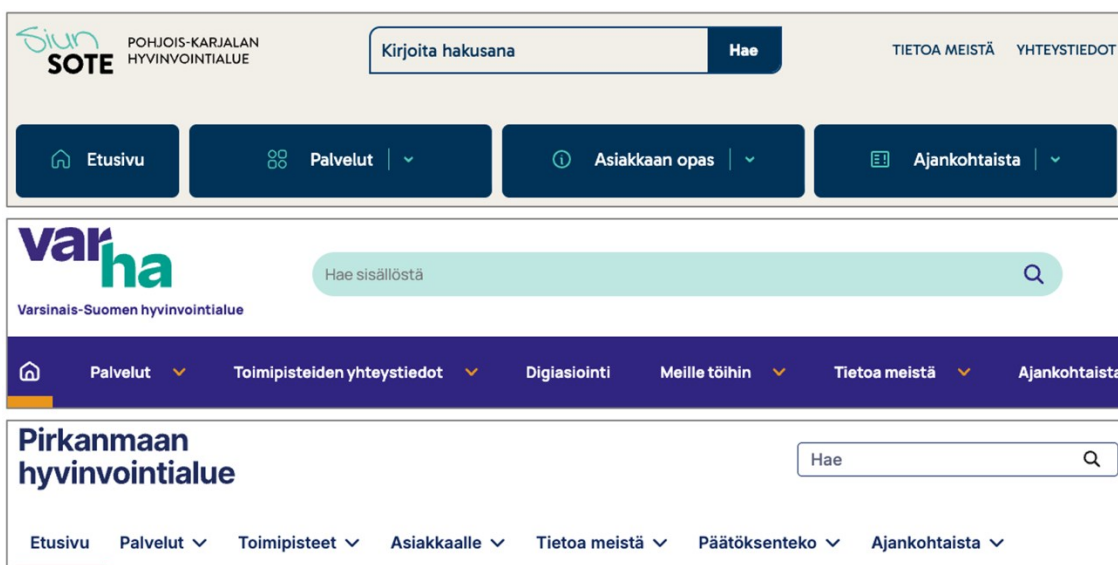 Siun SOTE
POHJOIS-KARJALAN
HYVINVOINTIALUE
Kirjoita hakusana
Hae
TIETOA MEISTÄ YHTEYSTIEDOT
Etusivu Palvelut Asiakkaan opas Ajankohtaista
varha
Varsinais-Suomen hyvinvointialue
Hae sisällöstä
Palvelut Toimipisteiden yhteystiedot Digiasiointi Meille töihin Tietoa meistä Ajankohtaista
Pirkanmaan
hyvinvointialue
Hae
Etusivu Palvelut Toimipisteet Asiakkaalle Tietoa meistä Päätöksenteko Ajankohtaista